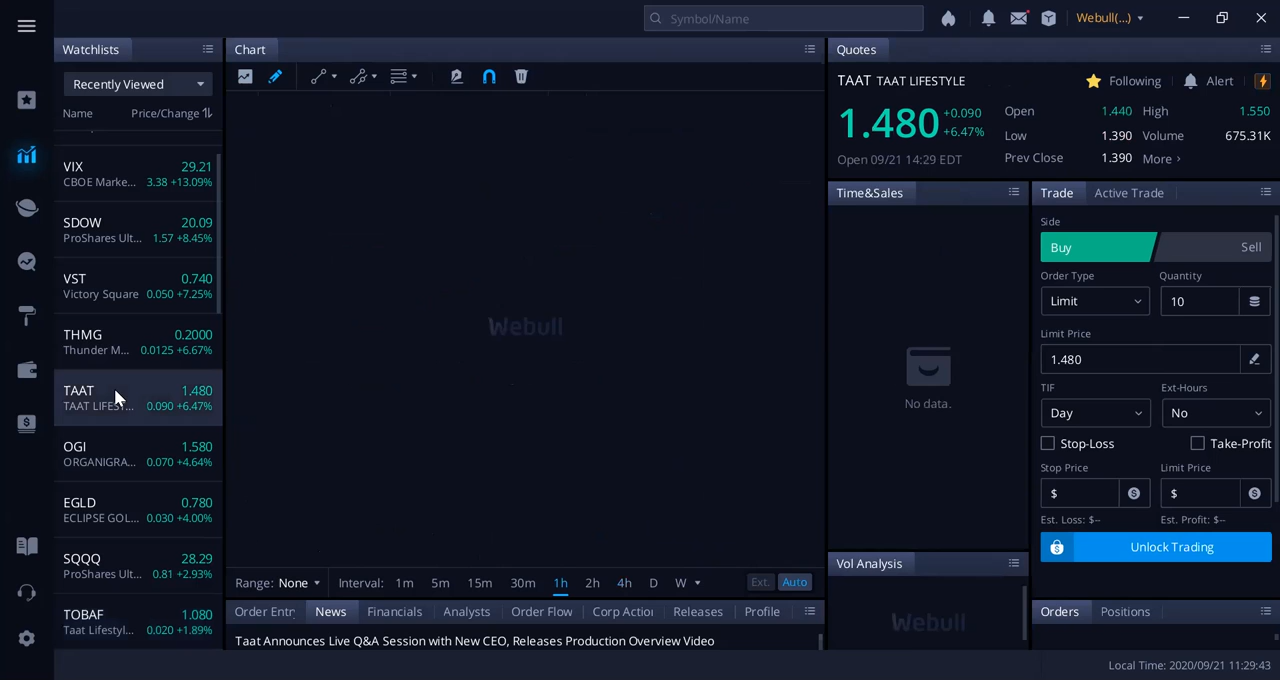 Symbol/Name
Webull(...)
Watchlists
Chart
Quotes
Recently Viewed
Name Price/Change
VIX 29.21
CBOE Marke... 3.38 +13.09%
SDOW 20.09
ProShares Ult... 1.57 +8.45%
VST 0.740
Victory Square 0.050 +7.25%
THMG 0.2000
Thunder M... 0.0125 +6.67%
TAAT 1.480
TAAT LIFEST... 0.090 +6.47%
OGI 1.580
ORGANIGRA... 0.070 +4.64%
EGLD 0.780
ECLIPSE GOL... 0.030 +4.00%
SQQQ 28.29
ProShares Ult... 0.81 +2.93%
TOBAF 1.080
Taat Lifestyl... 0.020 +1.89%
Webull
Range: None Interval: 1m 5m 15m 30m 1h 2h 4h D W Ext. Auto
Order Entr News Financials Analysts Order Flow Corp Action Releases Profile
Taat Announces Live Q&A Session with New CEO, Releases Production Overview Video
TAAT TAAT LIFESTYLE
Following
Alert
1.480
+0.090
+6.47%
Open 09/21 14:29 EDT
Open 1.440 High 1.550
Low 1.390 Volume 675.31K
Prev Close 1.390 More >
Time&Sales
No data.
Vol Analysis
Webull
Trade Active Trade
Side
Buy Sell
Order Type Quantity
Limit 10
Limit Price
1.480
TIF Ext-Hours
Day No
Stop-Loss Take-Profit
Stop Price Limit Price
$ $
Est. Loss: $-- Est. Profit: $--
Unlock Trading
Orders Positions
Local Time: 2020/09/21 11:29:43